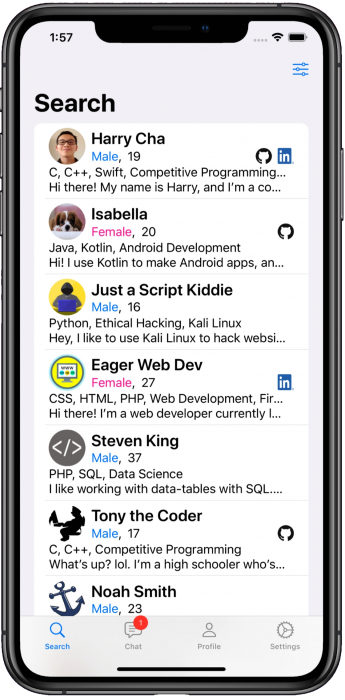 1:57
Search
Harry Cha
in
Male, 19
C, C++, Swift, Competitive Programming...
Hi there! My name is Harry, and I'm a co...
Isabella
Female, 20
Java, Kotlin, Android Development
Hi! I use Kotlin to make Android apps, an...
Just a Script Kiddie
Male, 16
Python, Ethical Hacking, Kali Linux
Hey, I like to use Kali Linux to hack websi...
WWW
Eager Web Dev
Female, 27
in
CSS, HTML, PHP, Web Development, Fir...
Hi there! I'm a web developer currently l...
</>
Steven King
Male, 37
PHP, SQL, Data Science
I like working with data-tables with SQL....
Tony the Coder
Male, 17
C, C++, Competitive Programming
What's up? lol. I'm a high schooler who's...
Noah Smith
Male, 23
1
Search
Chat
Profile
Settings